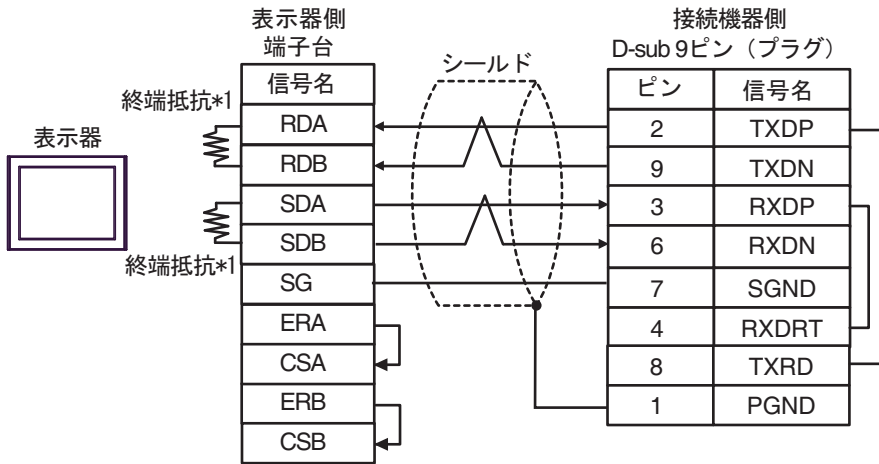 表示器側
端子台
接続機器側
D-sub 9ピン（プラグ）
シールド
終端抵抗*1
表示器
終端抵抗*1
信号名
RDA
RDB
SDA
SDB
SG
ERA
CSA
ERB
CSB
ピン 信号名
2 TXDP
9 TXDN
3 RXDP
6 RXDN
7 SGND
4 RXDRT
8 TXRD
1 PGND